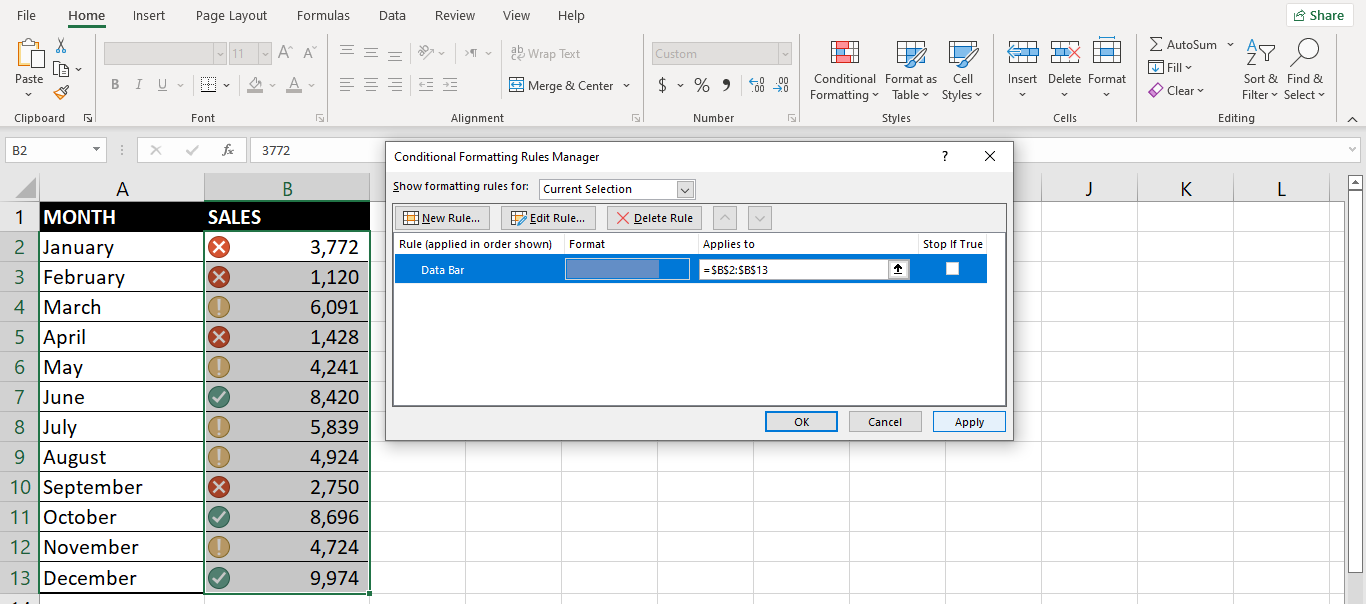 File Home Insert Page Layout Formulas Data Review View Help Share
11 A A Wrap Text Custom AutoSum
Paste Conditional Format as Cell Insert Delete Format Fill Sort & Find &
B I U A Merge & Center $ % 9 .00 Formatting Table Styles Clear Filter Select
Clipboard Font Alignment Number Styles Cells Editing
B2 fx 3772
Conditional Formatting Rules Manager ? ×
Show formatting rules for: Current Selection
New Rule... Edit Rule... Delete Rule
Rule (applied in order shown) Format Applies to Stop If True
Data Bar =$B$2:$B$13
OK Cancel Apply
A B J K L
1 MONTH SALES
2 January 3,772
3 February 1,120
4 March 6,091
5 April 1,428
6 May 4,241
7 June 8,420
8 July 5,839
9 August 4,924
10 September 2,750
11 October 8,696
12 November 4,724
13 December 9,974